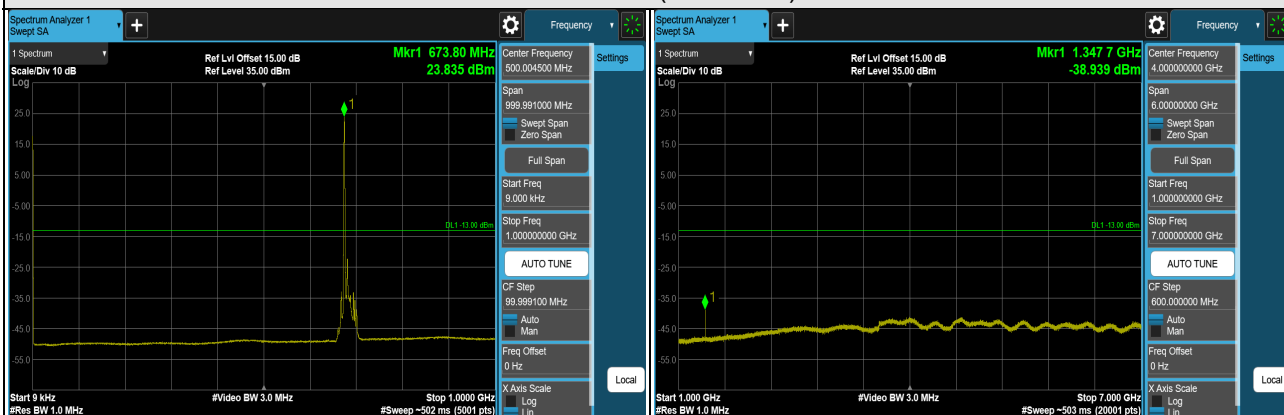 Spectrum Analyzer 1
Swept SA
Frequency
1 Spectrum
Scale/Div 10 dB
Log
Ref Lvl Offset 15.00 dB
Ref Level 35.00 dBm
Mkr1 673.80 MHz
23.835 dBm
1
25.0
15.0
5.00
-5.00
-15.0
-25.0
-35.0
-45.0
-55.0
DL1 -13.00 dBm
Start 9 kHz
#Res BW 1.0 MHz
#Video BW 3.0 MHz
Stop 1.0000 GHz
#Sweep ~502 ms (5001 pts)
Center Frequency
500.004500 MHz
Settings
Span
999.991000 MHz
Swept Span
Zero Span
Full Span
Start Freq
9.000 kHz
Stop Freq
1.000000000 GHz
AUTO TUNE
CF Step
99.999100 MHz
Auto
Man
Freq Offset
0 Hz
X Axis Scale
Log
Lin
Local
Spectrum Analyzer 1
Swept SA
Frequency
1 Spectrum
Scale/Div 10 dB
Log
Ref Lvl Offset 15.00 dB
Ref Level 35.00 dBm
Mkr1 1.347 7 GHz
-38.939 dBm
1
25.0
15.0
5.00
-5.00
-15.0
-25.0
-35.0
-45.0
-55.0
DL1 -13.00 dBm
Start 1.000 GHz
#Res BW 1.0 MHz
#Video BW 3.0 MHz
Stop 7.000 GHz
#Sweep ~503 ms (20001 pts)
Center Frequency
4.00000000 GHz
Settings
Span
6.00000000 GHz
Swept Span
Zero Span
Full Span
Start Freq
1.000000000 GHz
Stop Freq
7.000000000 GHz
AUTO TUNE
CF Step
600.000000 MHz
Auto
Man
Freq Offset
0 Hz
X Axis Scale
Log
Lin
Local